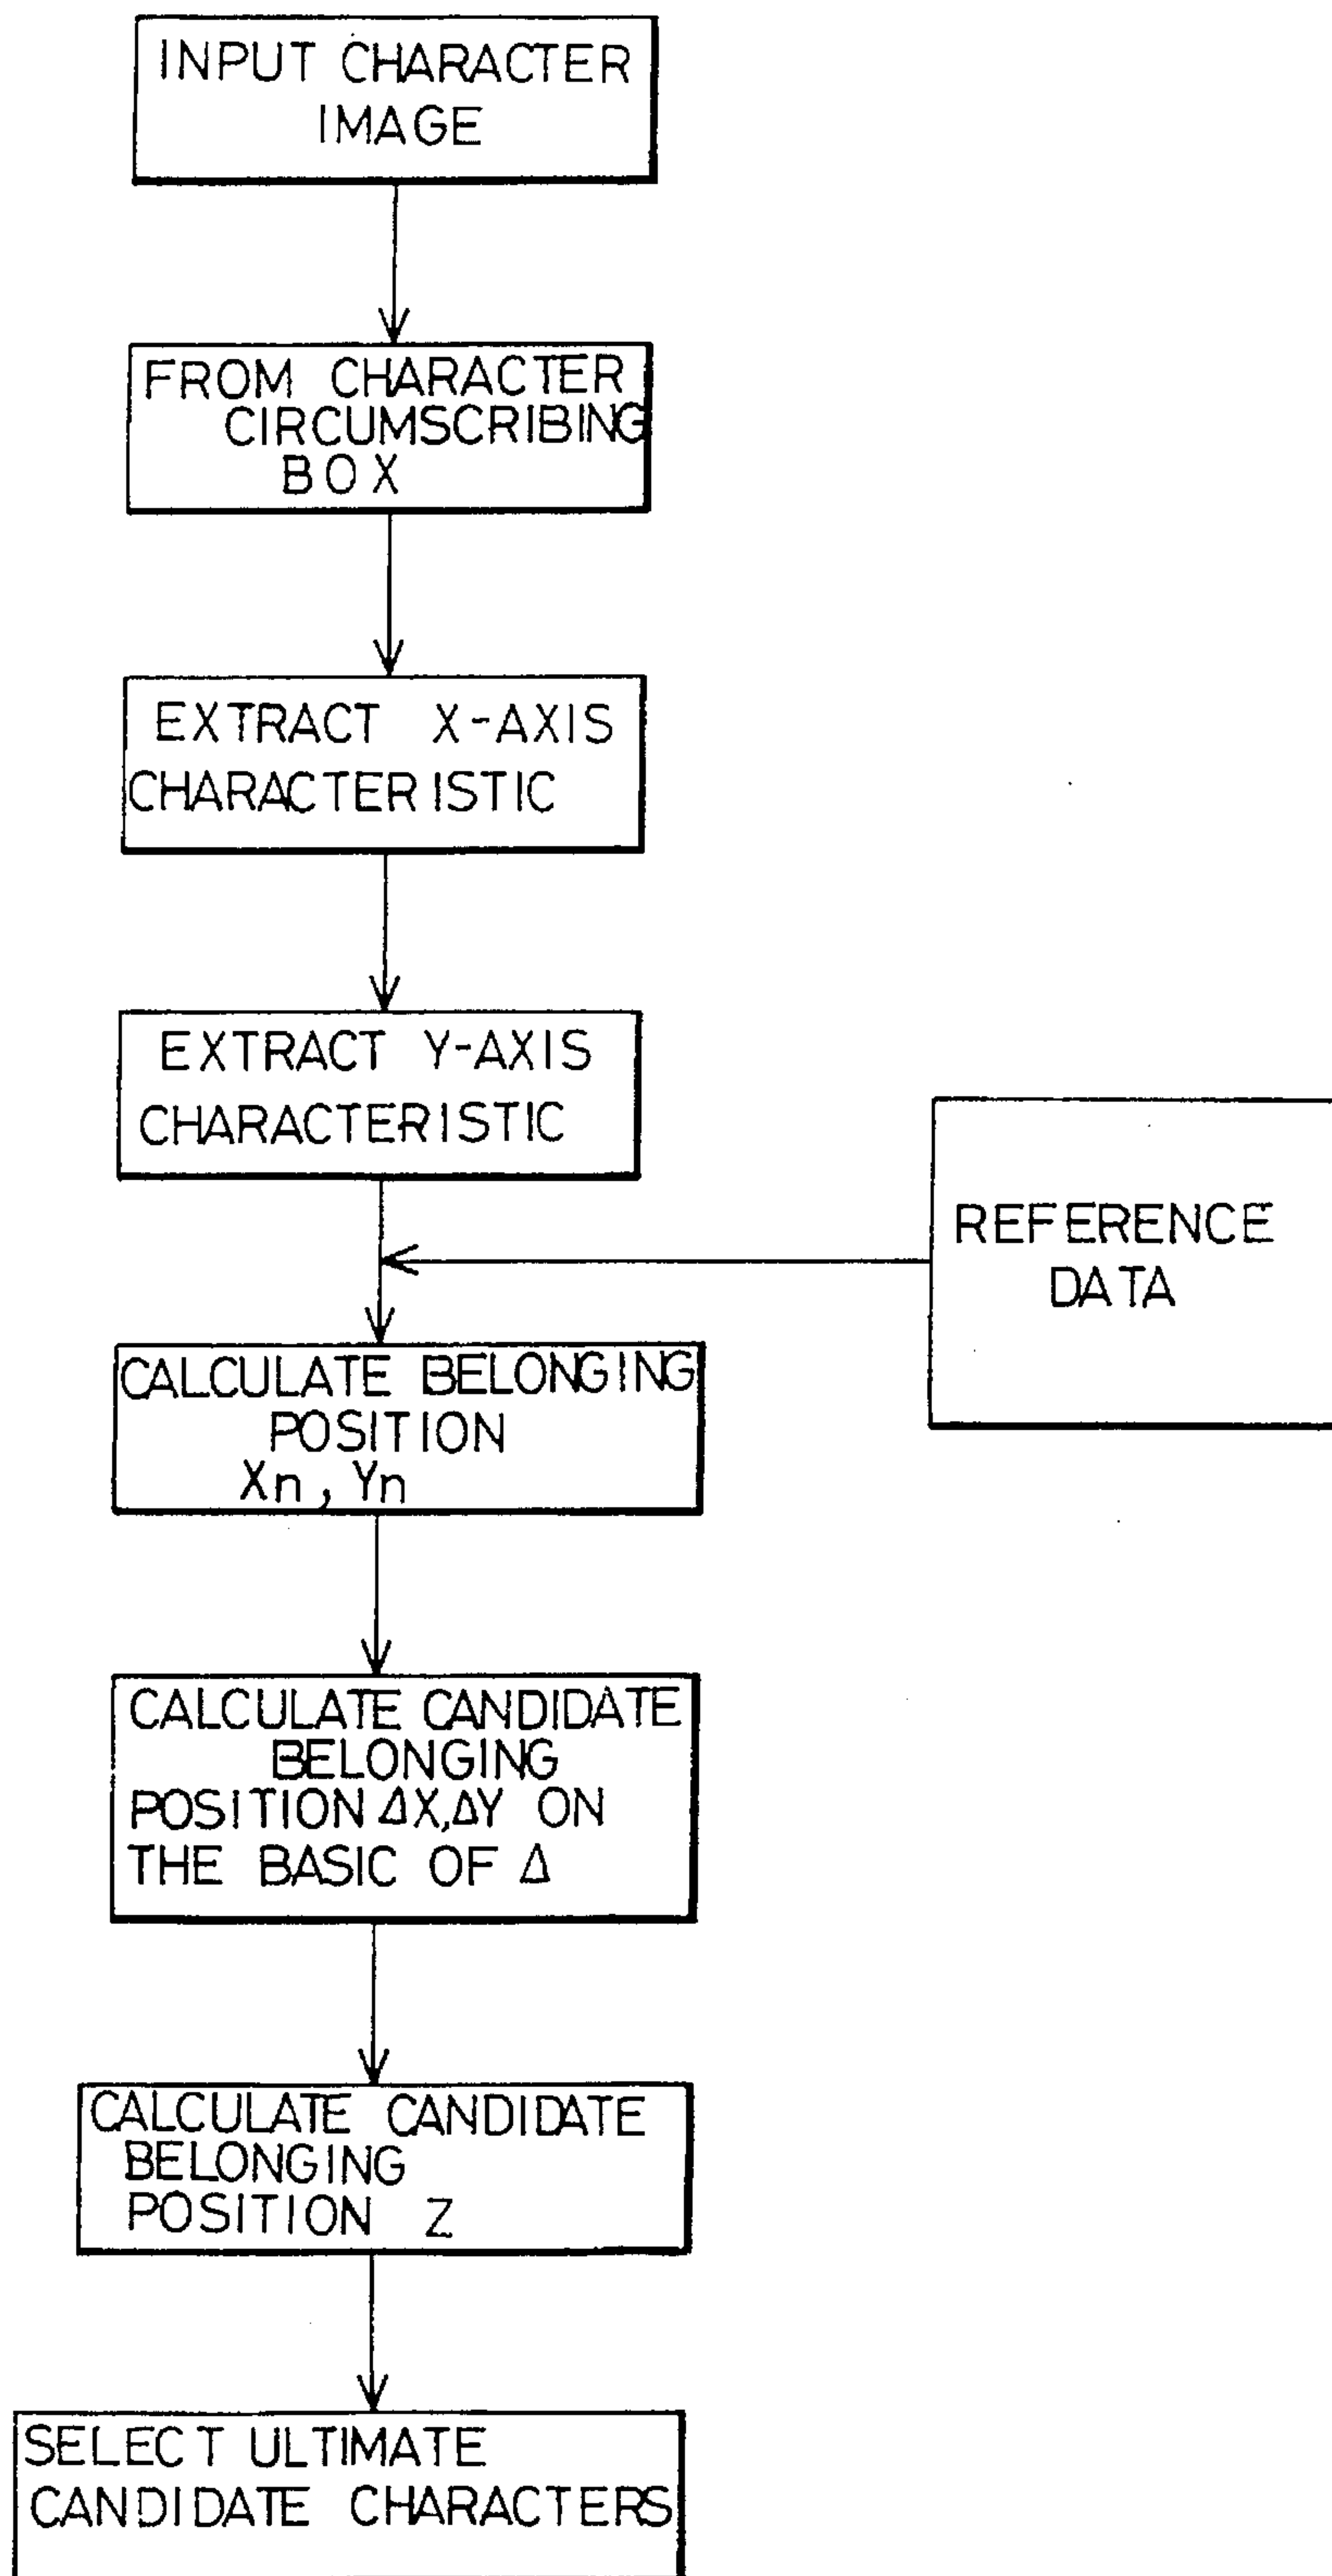 INPUT CHARACTER
IMAGE
FROM CHARACTER
CIRCUMSCRIBING
BOX
EXTRACT X-AXIS
CHARACTERISTIC
EXTRACT Y-AXIS
CHARACTERISTIC
REFERENCE
DATA
CALCULATE BELONGING
POSITION
Xn, Yn
CALCULATE CANDIDATE
BELONGING
POSITION ΔX,ΔY ON
THE BASIC OF Δ
CALCULATE CANDIDATE
BELONGING
POSITION Z
SELECT ULTIMATE
CANDIDATE CHARACTERS